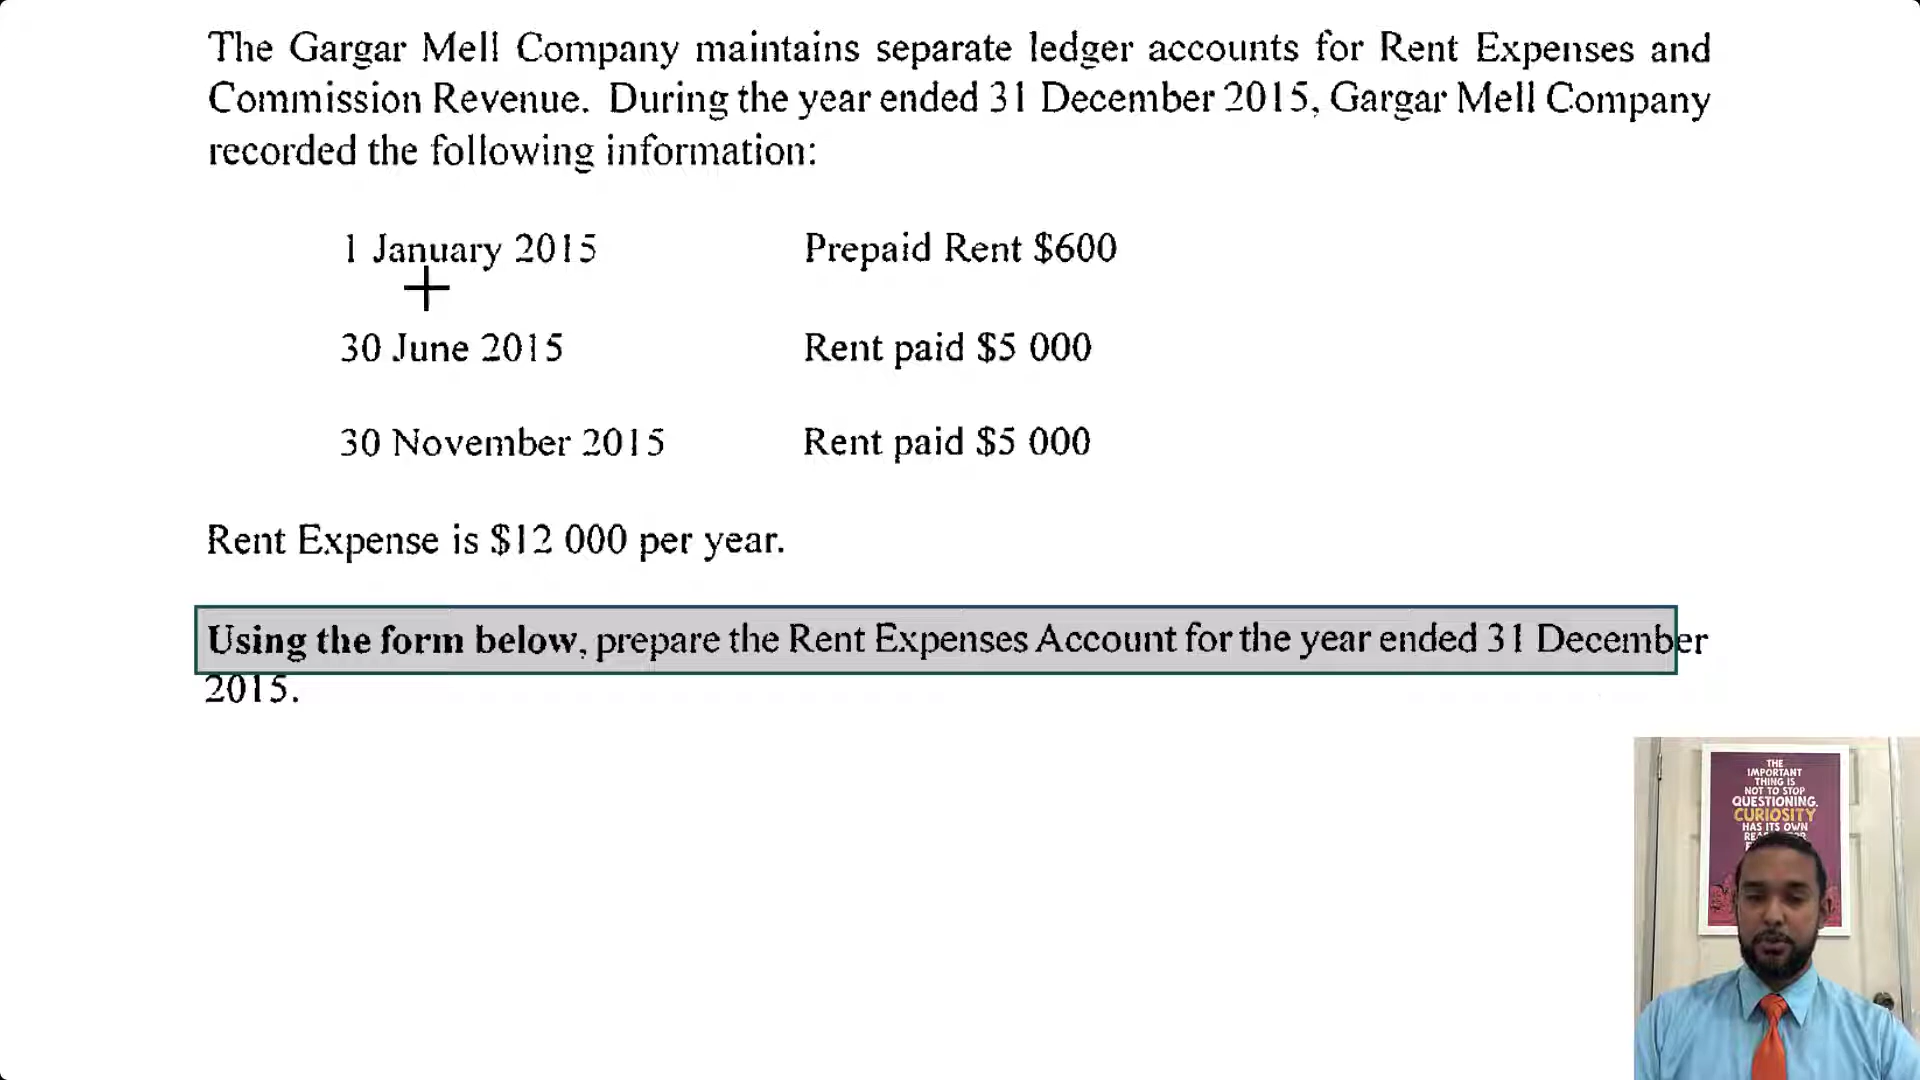 The Gargar Mell Company maintains separate ledger accounts for Rent Expenses and
Commission Revenue. During the year ended 31 December 2015, Gargar Mell Company
recorded the following information:
1 January 2015 Prepaid Rent $600
30 June 2015 Rent paid $5 000
30 November 2015 Rent paid $5 000
Rent Expense is $12 000 per year.
Using the form below, prepare the Rent Expenses Account for the year ended 31 December
2015.
THE
IMPORTANT
THING IS
NOT TO STOP
QUESTIONING.
CURIOSITY
HAS ITS OWN